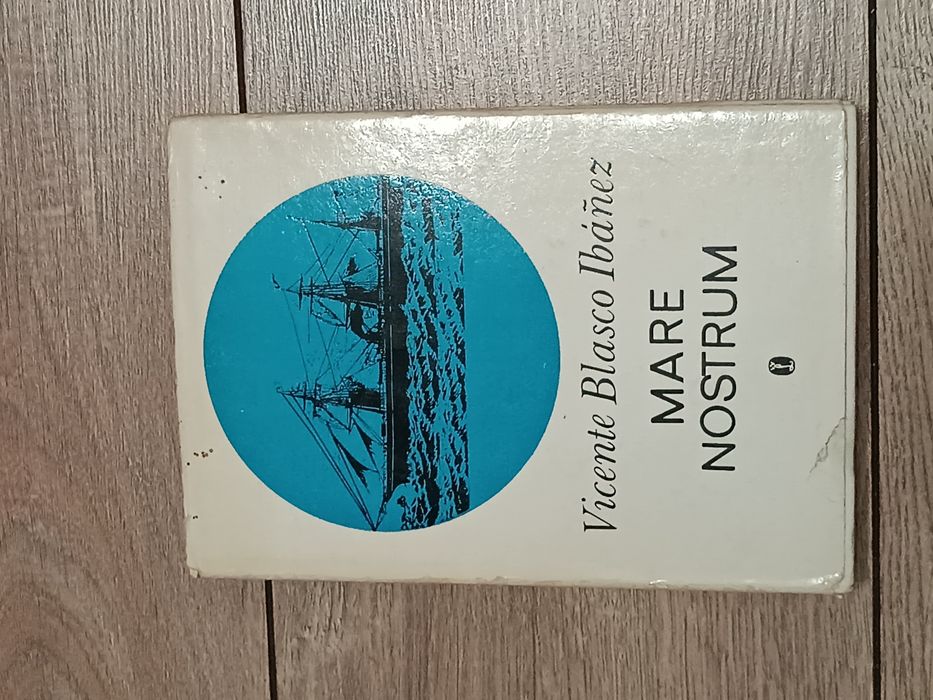 Vicente Blasco Ibáñez
MARE
NOSTRUM